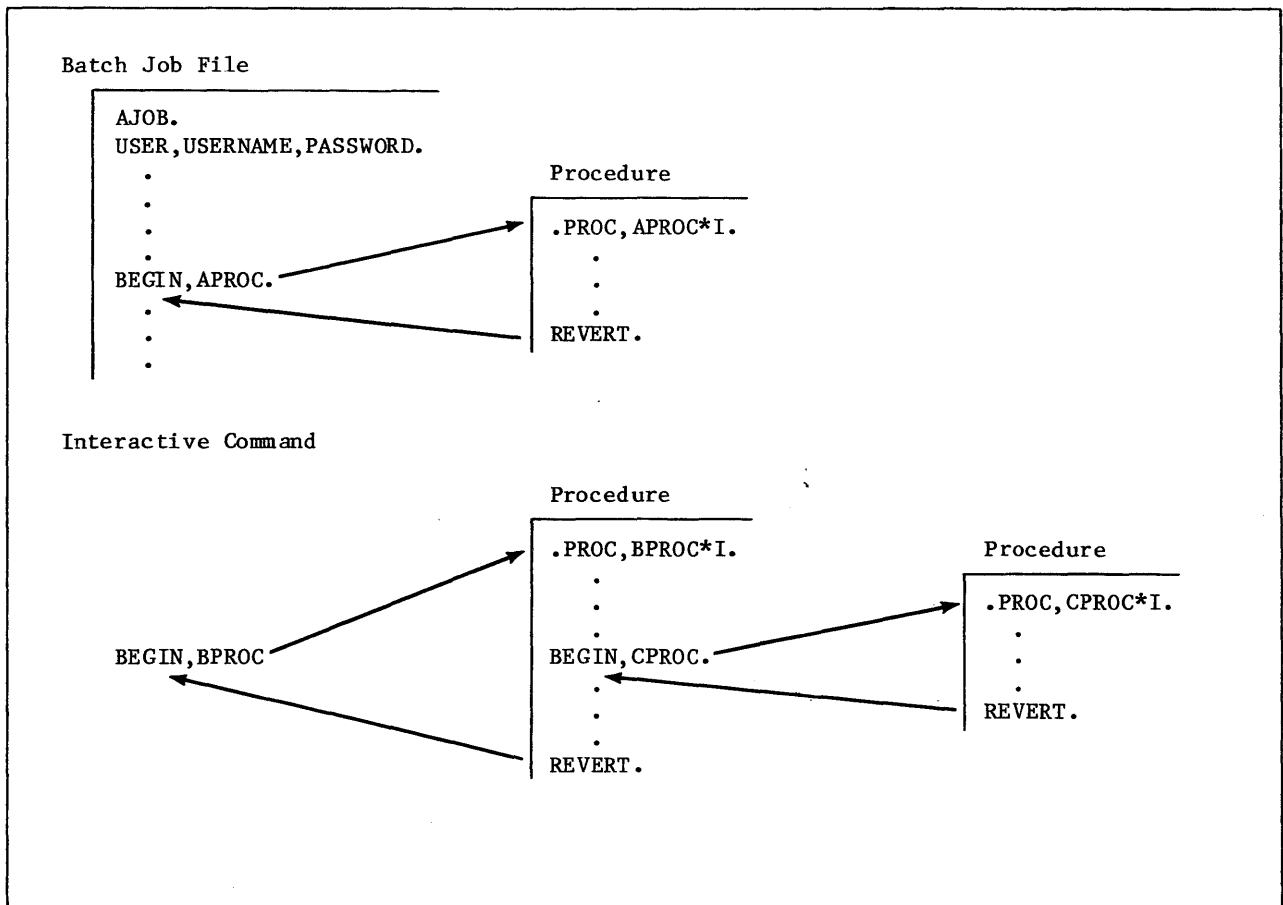 Batch Job File
AJOB.
USER,USERNAME,PASSWORD.
.
.
.
.
BEGIN,APROC.
.
.
.
Procedure
.PROC,APROC*I.
.
.
.
REVERT.
Interactive Command
BEGIN,BPROC
Procedure
.PROC,BPROC*I.
.
.
.
BEGIN,CPROC.
.
.
.
REVERT.
Procedure
.PROC,CPROC*I.
.
.
.
REVERT.